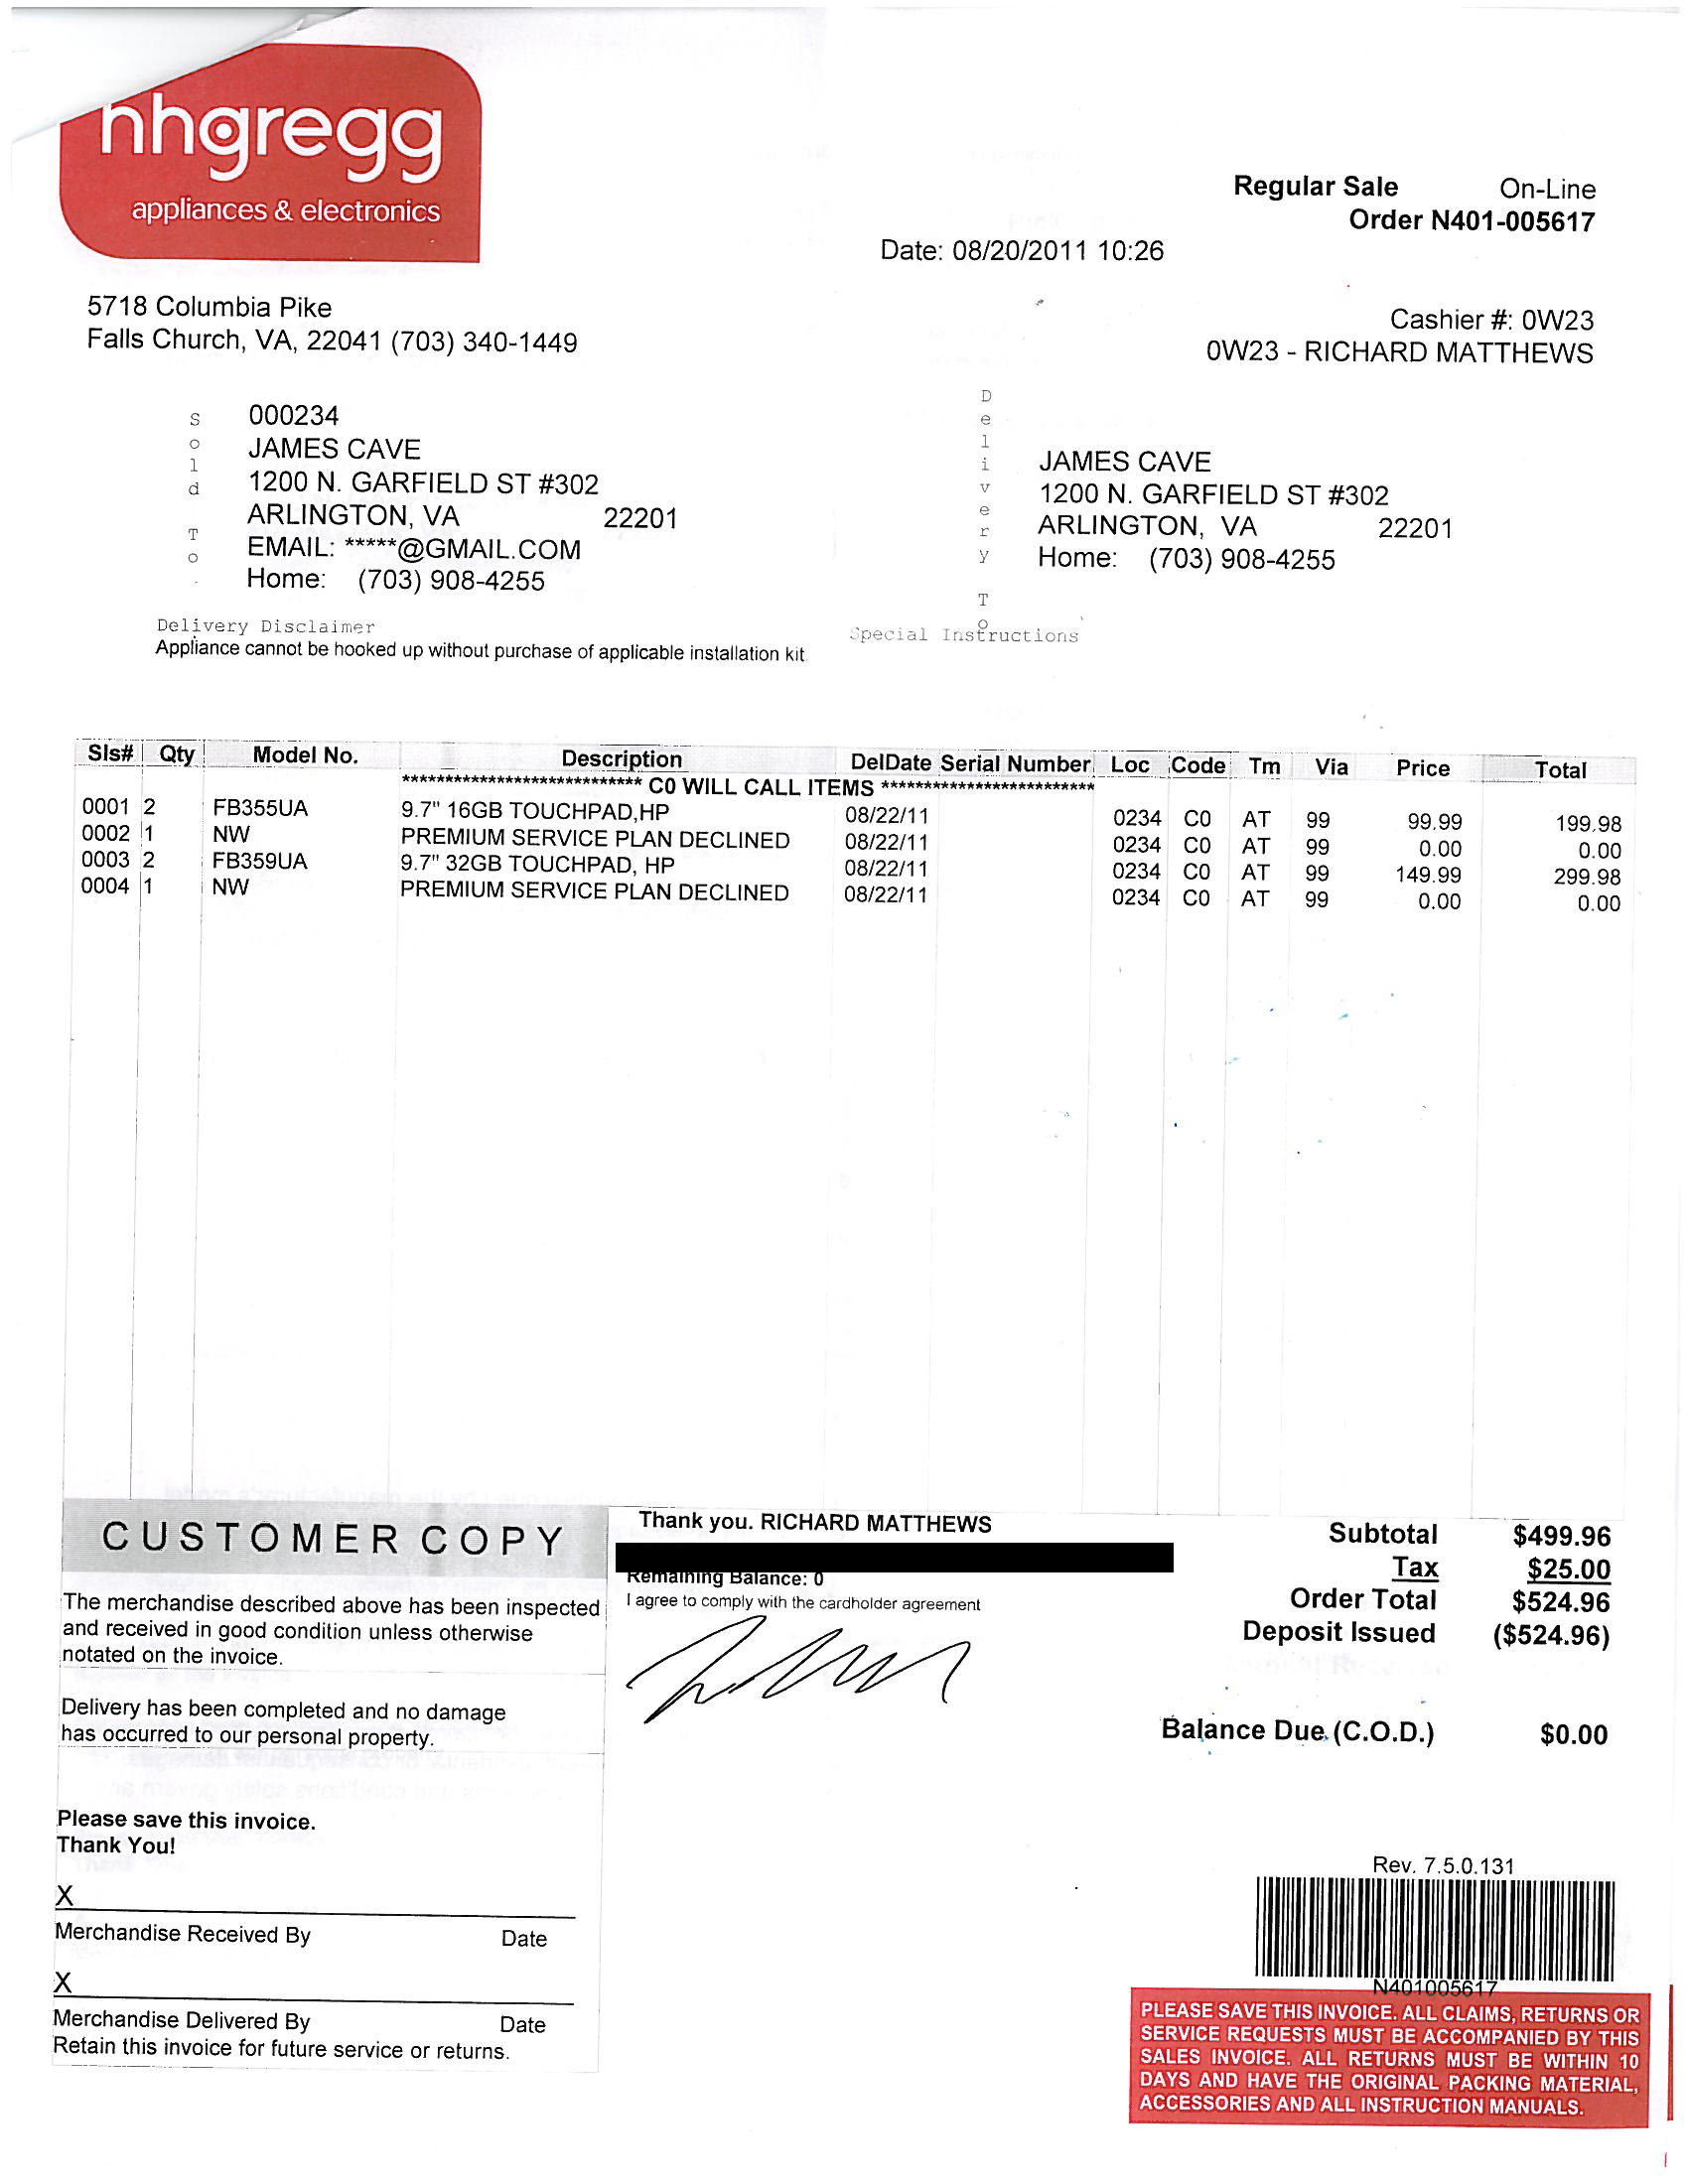 hhgregg
appliances & electronics
Regular Sale On-Line
Order N401-005617
Date: 08/20/2011 10:26
5718 Columbia Pike
Falls Church, VA, 22041 (703) 340-1449
Cashier #: 0W23
0W23 - RICHARD MATTHEWS
Sold To
000234
JAMES CAVE
1200 N. GARFIELD ST #302
ARLINGTON, VA 22201
EMAIL: *****@GMAIL.COM
Home: (703) 908-4255
Delivery To
JAMES CAVE
1200 N. GARFIELD ST #302
ARLINGTON, VA 22201
Home: (703) 908-4255
Delivery Disclaimer
Appliance cannot be hooked up without purchase of applicable installation kit.
Special Instructions
Sls# Qty Model No. Description DelDate Serial Number Loc Code Tm Via Price Total
**************************** C0 WILL CALL ITEMS *************************
0001 2 FB355UA 9.7" 16GB TOUCHPAD,HP 08/22/11 0234 C0 AT 99 99.99 199.98
0002 1 NW PREMIUM SERVICE PLAN DECLINED 08/22/11 0234 C0 AT 99 0.00 0.00
0003 2 FB359UA 9.7" 32GB TOUCHPAD, HP 08/22/11 0234 C0 AT 99 149.99 299.98
0004 1 NW PREMIUM SERVICE PLAN DECLINED 08/22/11 0234 C0 AT 99 0.00 0.00
CUSTOMER COPY
The merchandise described above has been inspected
and received in good condition unless otherwise
notated on the invoice.
Delivery has been completed and no damage
has occurred to our personal property.
Please save this invoice.
Thank You!
X
Merchandise Received By Date
X
Merchandise Delivered By Date
Retain this invoice for future service or returns.
Thank you. RICHARD MATTHEWS
Remaining Balance: 0
I agree to comply with the cardholder agreement
Subtotal $499.96
Tax $25.00
Order Total $524.96
Deposit Issued ($524.96)
Balance Due (C.O.D.) $0.00
Rev. 7.5.0.131
N401005617
PLEASE SAVE THIS INVOICE. ALL CLAIMS, RETURNS OR
SERVICE REQUESTS MUST BE ACCOMPANIED BY THIS
SALES INVOICE. ALL RETURNS MUST BE WITHIN 10
DAYS AND HAVE THE ORIGINAL PACKING MATERIAL,
ACCESSORIES AND ALL INSTRUCTION MANUALS.